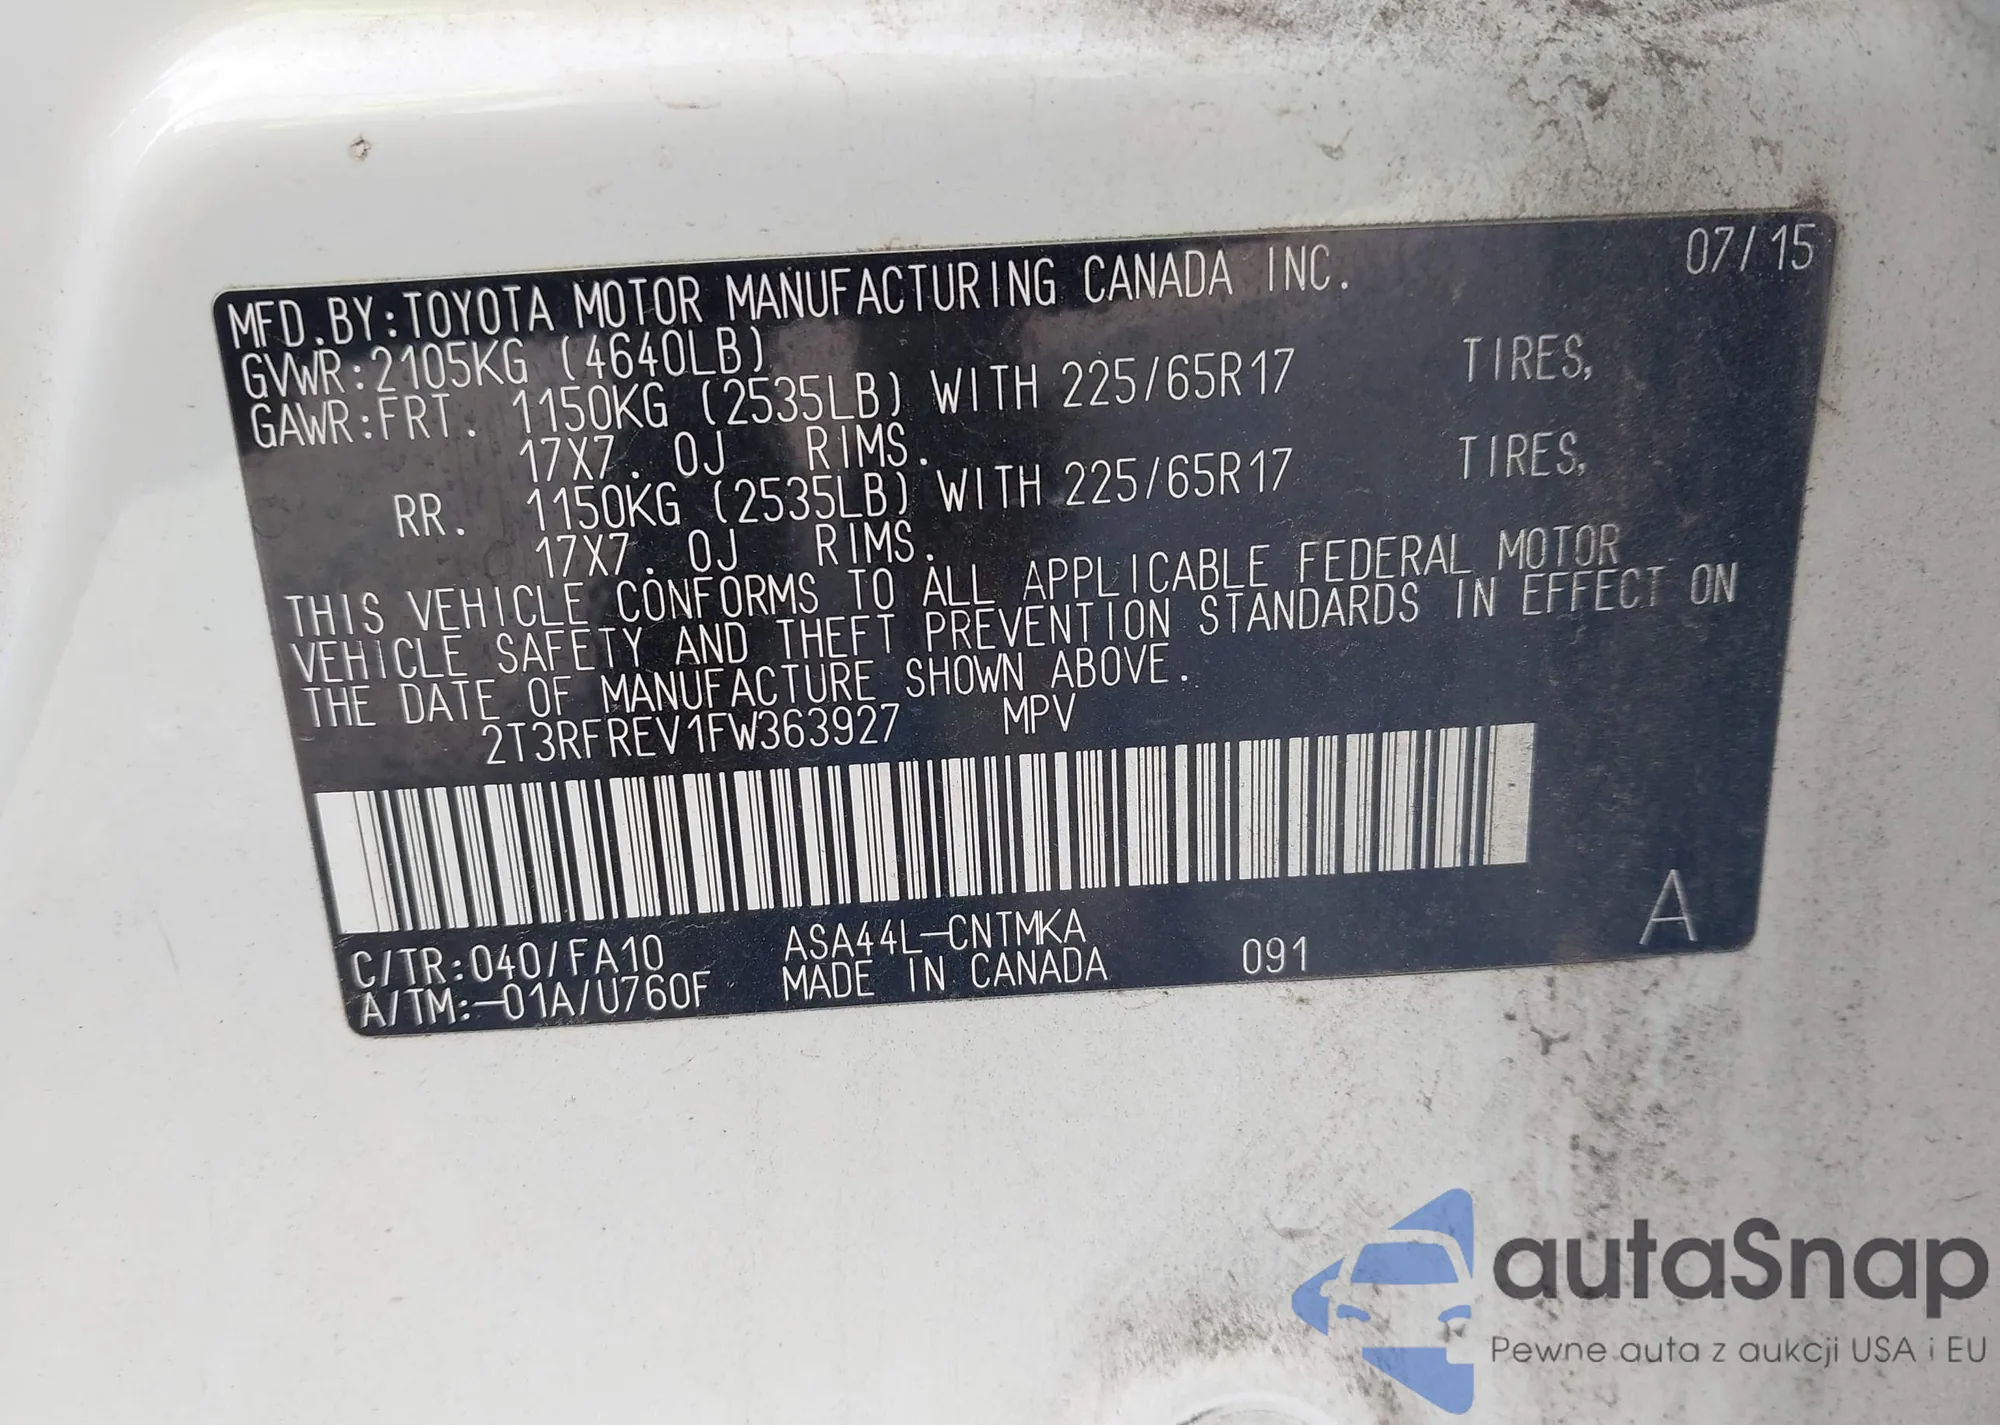 07/15
MFD.BY:TOYOTA MOTOR MANUFACTURING CANADA INC.
GVWR:2105KG (4640LB)
GAWR:FRT. 1150KG (2535LB) WITH 225/65R17 TIRES,
17X7.0J RIMS.
RR. 1150KG (2535LB) WITH 225/65R17 TIRES,
17X7.0J RIMS.
THIS VEHICLE CONFORMS TO ALL APPLICABLE FEDERAL MOTOR
VEHICLE SAFETY AND THEFT PREVENTION STANDARDS IN EFFECT ON
THE DATE OF MANUFACTURE SHOWN ABOVE.
2T3RFREV1FW363927 MPV
C/TR:040/FA10 ASA44L-CNTMKA
A/TM:-01A/U760F MADE IN CANADA 091 A
autaSnap
Pewne auta z aukcji USA i EU